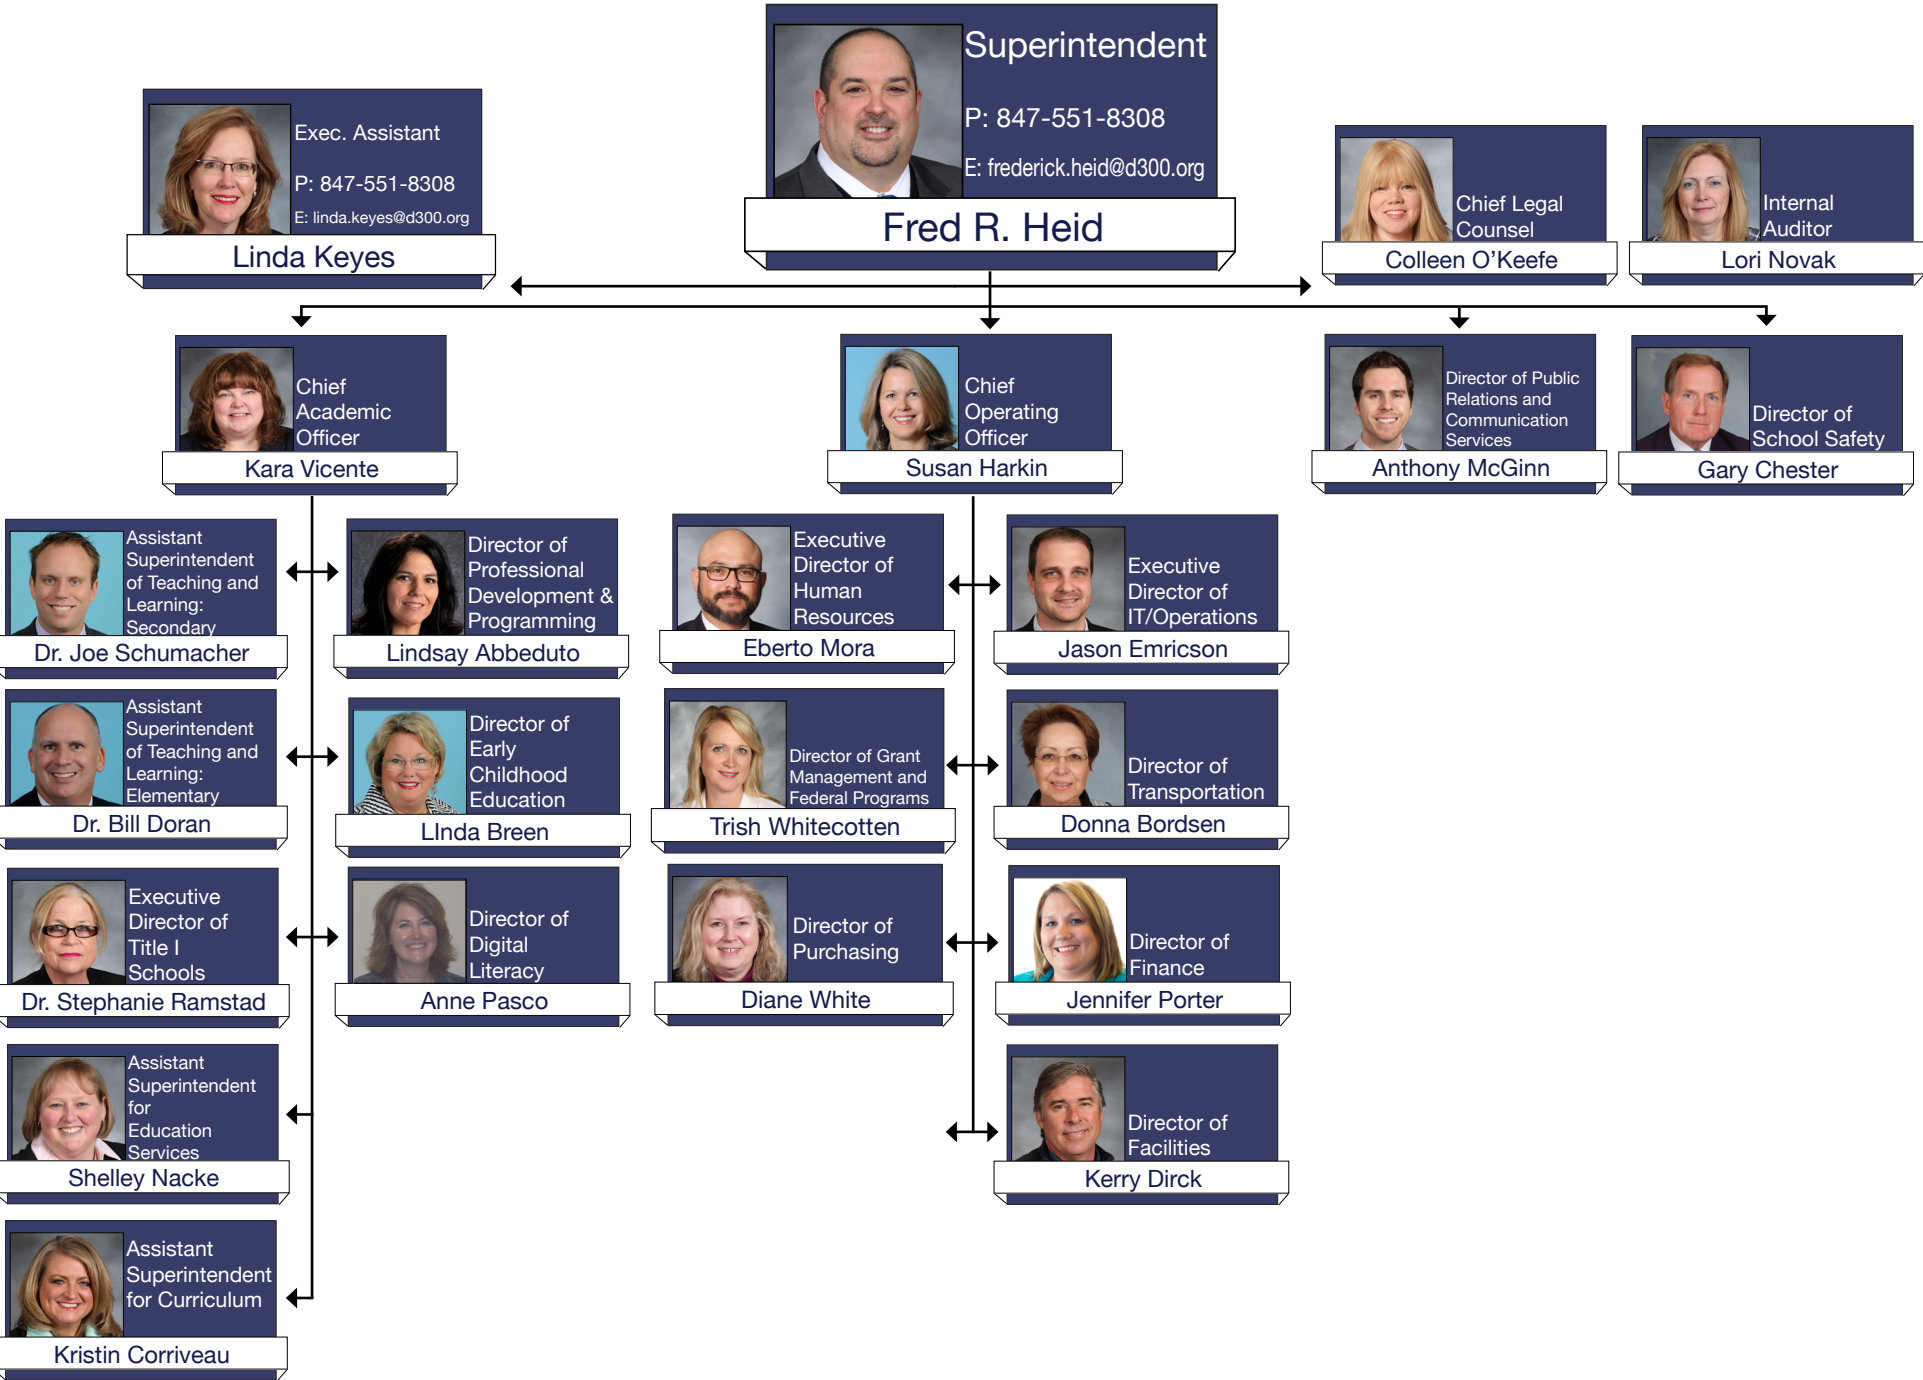 Superintendent
P: 847-551-8308
E: frederick.heid@d300.org
Fred R. Heid
Exec. Assistant
P: 847-551-8308
E: linda.keyes@d300.org
Linda Keyes
Chief Legal
Counsel
Colleen O'Keefe
Internal
Auditor
Lori Novak
Chief
Academic
Officer
Kara Vicente
Chief
Operating
Officer
Susan Harkin
Director of Public
Relations and
Communication
Services
Anthony McGinn
Director of
School Safety
Gary Chester
Assistant
Superintendent
of Teaching and
Learning:
Secondary
Dr. Joe Schumacher
Director of
Professional
Development &
Programming
Lindsay Abbeduto
Executive
Director of
Human
Resources
Eberto Mora
Executive
Director of
IT/Operations
Jason Emricson
Assistant
Superintendent
of Teaching and
Learning:
Elementary
Dr. Bill Doran
Director of
Early
Childhood
Education
LInda Breen
Director of Grant
Management and
Federal Programs
Trish Whitecotten
Director of
Transportation
Donna Bordsen
Executive
Director of
Title I
Schools
Dr. Stephanie Ramstad
Director of
Digital
Literacy
Anne Pasco
Director of
Purchasing
Diane White
Director of
Finance
Jennifer Porter
Assistant
Superintendent
for
Education
Services
Shelley Nacke
Director of
Facilities
Kerry Dirck
Assistant
Superintendent
for Curriculum
Kristin Corriveau